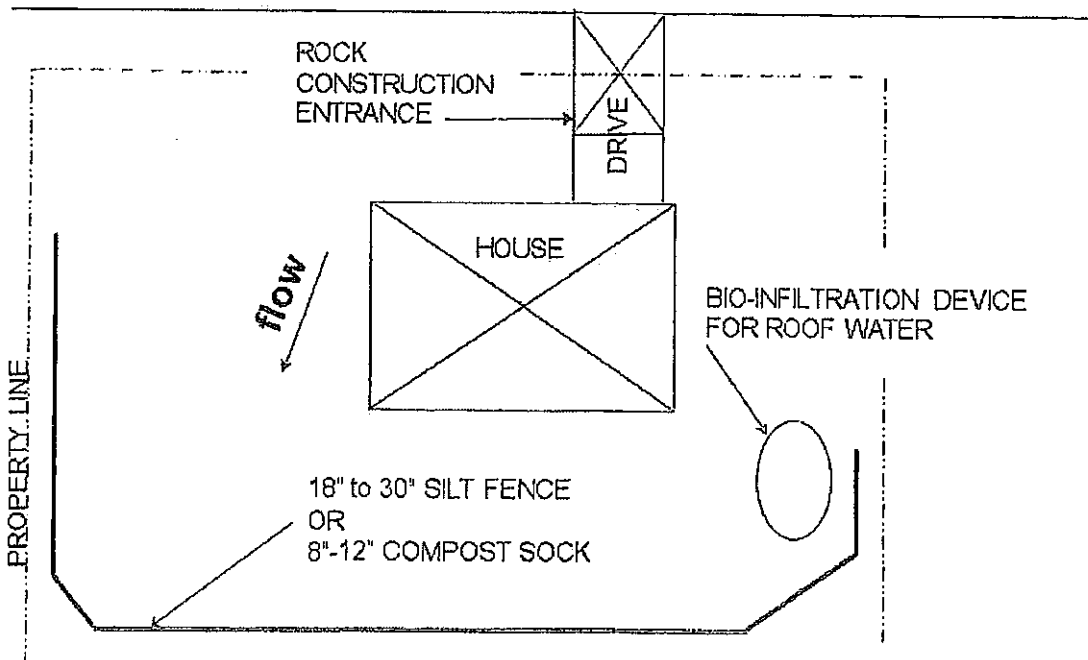 ROCK
CONSTRUCTION
ENTRANCE
DRIVE
HOUSE
flow
BIO-INFILTRATION DEVICE
FOR ROOF WATER
PROPERTY LINE
18" to 30" SILT FENCE
OR
8"-12" COMPOST SOCK